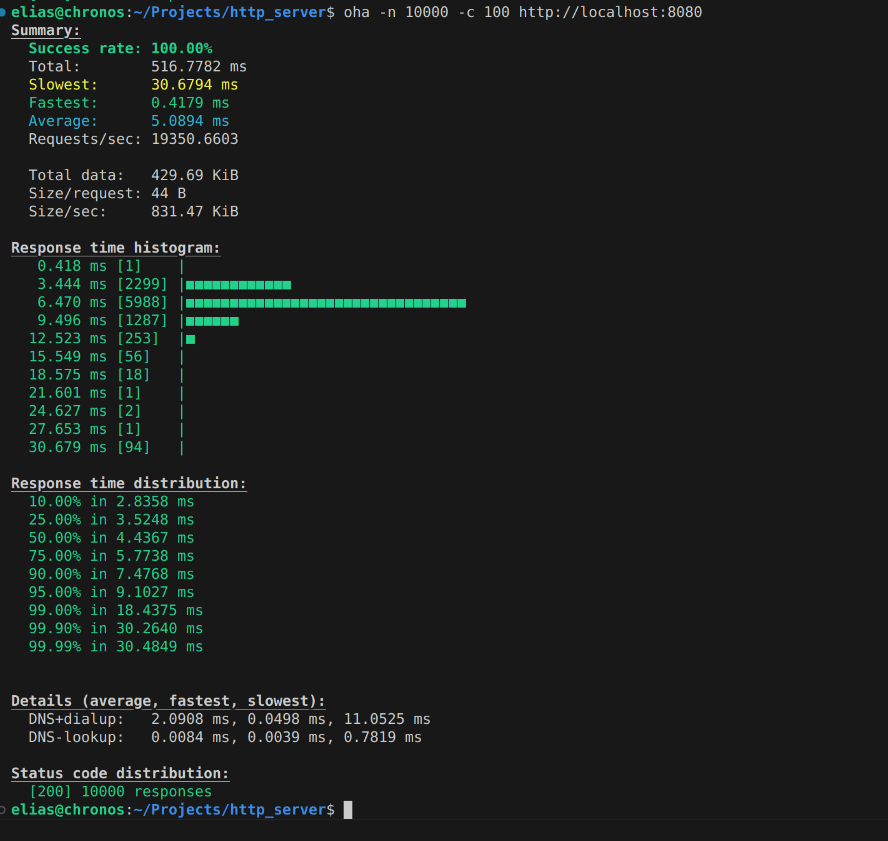 elias@chronos:~/Projects/http_server$ oha -n 10000 -c 100 http://localhost:8080
Summary:
  Success rate: 100.00%
  Total:        516.7782 ms
  Slowest:      30.6794 ms
  Fastest:      0.4179 ms
  Average:      5.0894 ms
  Requests/sec: 19350.6603

  Total data:   429.69 KiB
  Size/request: 44 B
  Size/sec:     831.47 KiB

Response time histogram:
   0.418 ms [1]    |
   3.444 ms [2299] |■■■■■■■■■■■■
   6.470 ms [5988] |■■■■■■■■■■■■■■■■■■■■■■■■■■■■■■■■
   9.496 ms [1287] |■■■■■■
  12.523 ms [253]  |■
  15.549 ms [56]   |
  18.575 ms [18]   |
  21.601 ms [1]    |
  24.627 ms [2]    |
  27.653 ms [1]    |
  30.679 ms [94]   |

Response time distribution:
  10.00% in 2.8358 ms
  25.00% in 3.5248 ms
  50.00% in 4.4367 ms
  75.00% in 5.7738 ms
  90.00% in 7.4768 ms
  95.00% in 9.1027 ms
  99.00% in 18.4375 ms
  99.90% in 30.2640 ms
  99.99% in 30.4849 ms

Details (average, fastest, slowest):
  DNS+dialup:   2.0908 ms, 0.0498 ms, 11.0525 ms
  DNS-lookup:   0.0084 ms, 0.0039 ms, 0.7819 ms

Status code distribution:
  [200] 10000 responses
elias@chronos:~/Projects/http_server$